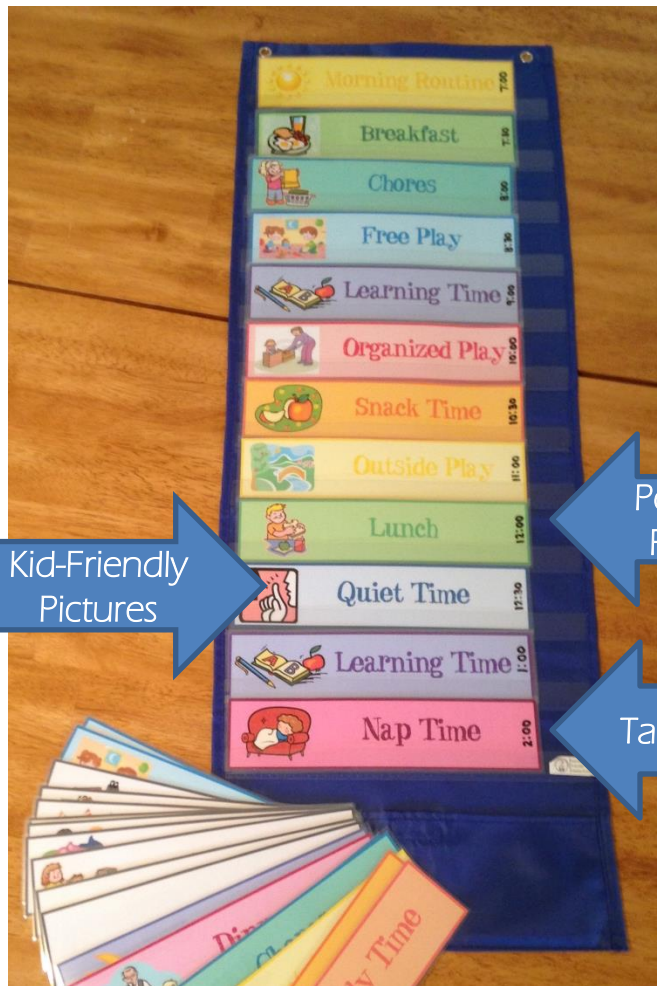 Morning Routine 7:00
Breakfast 7:30
Chores 8:00
Free Play 8:30
Learning Time 9:00
Organized Play 10:00
Snack Time 10:30
Outside Play 11:00
Lunch 12:00
Kid-Friendly
Pictures
Quiet Time 12:30
Learning Time 1:00
Nap Time 2:00
Time